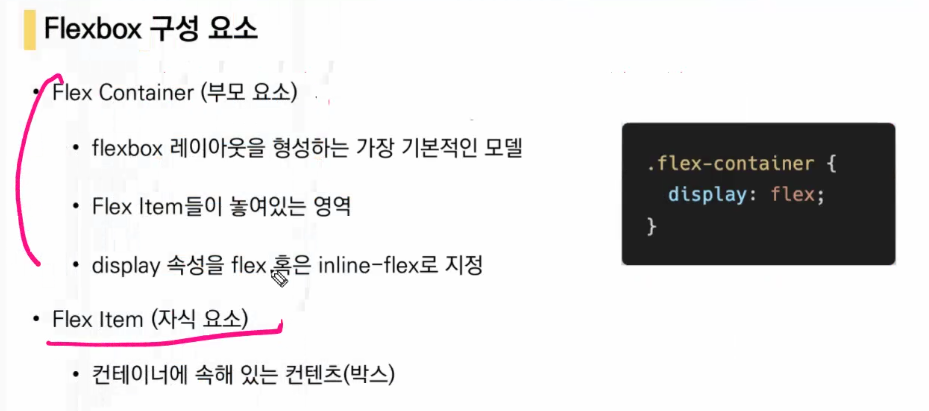 Flexbox 구성 요소
• Flex Container (부모 요소)
• flexbox 레이아웃을 형성하는 가장 기본적인 모델
• Flex Item들이 놓여있는 영역
• display 속성을 flex 혹은 inline-flex로 지정
• Flex Item (자식 요소)
• 컨테이너에 속해 있는 컨텐츠(박스)
.flex-container {
display: flex;
}